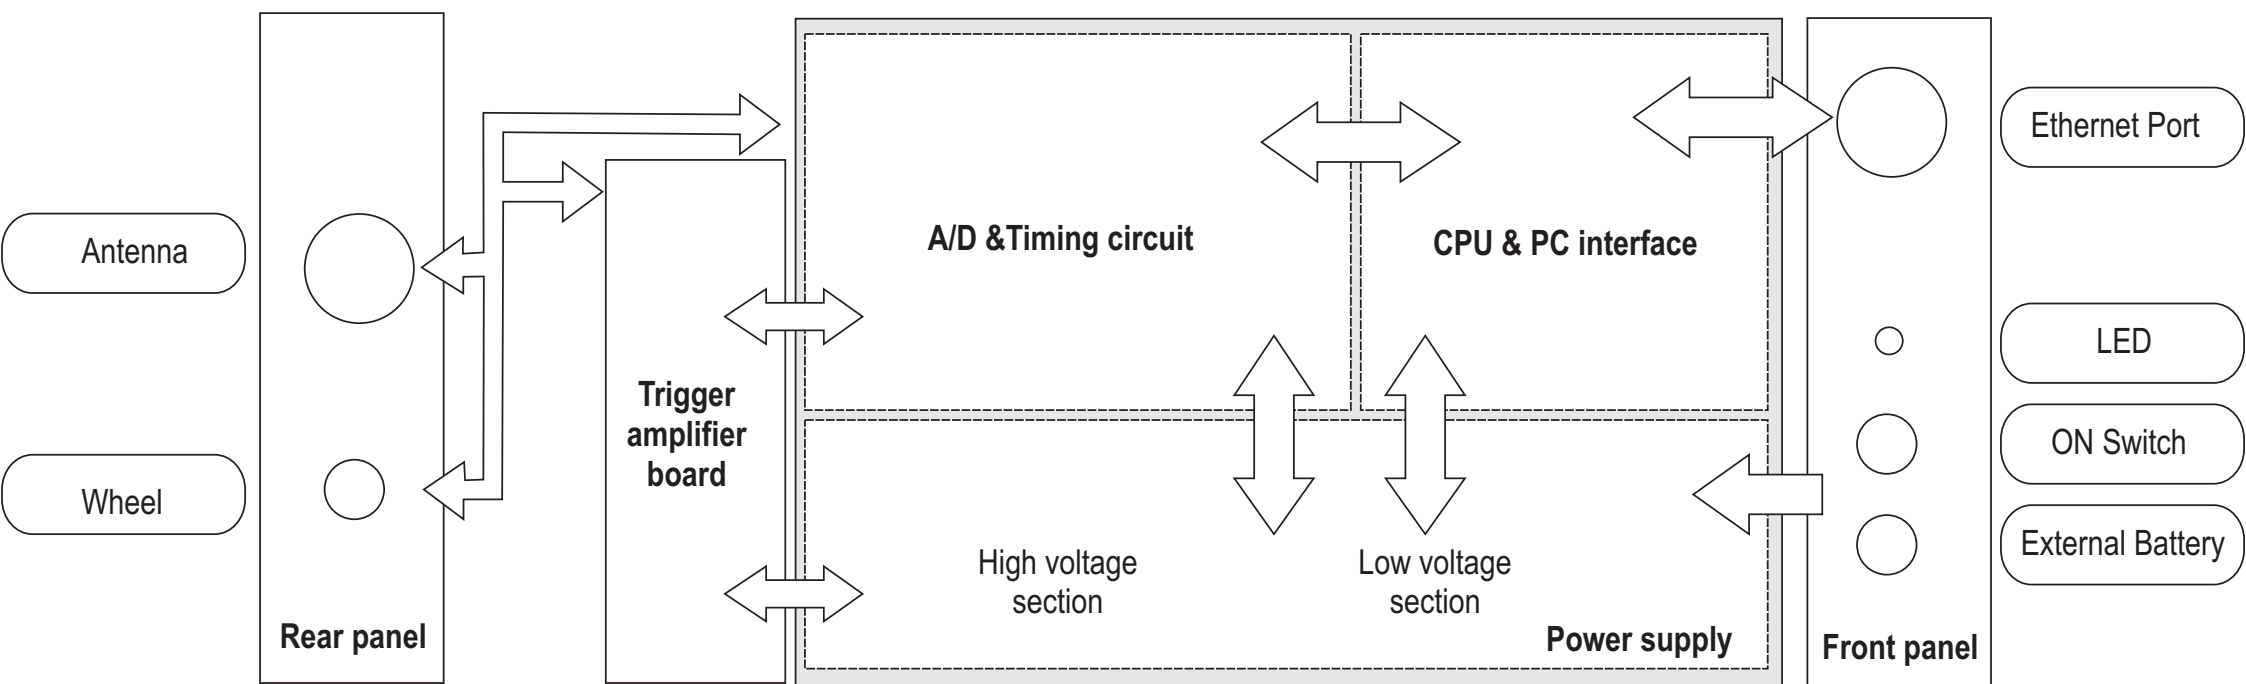 Antenna
Wheel
Rear panel
Trigger
amplifier
board
A/D &Timing circuit
CPU & PC interface
High voltage
section
Low voltage
section
Power supply
Front panel
Ethernet Port
LED
ON Switch
External Battery